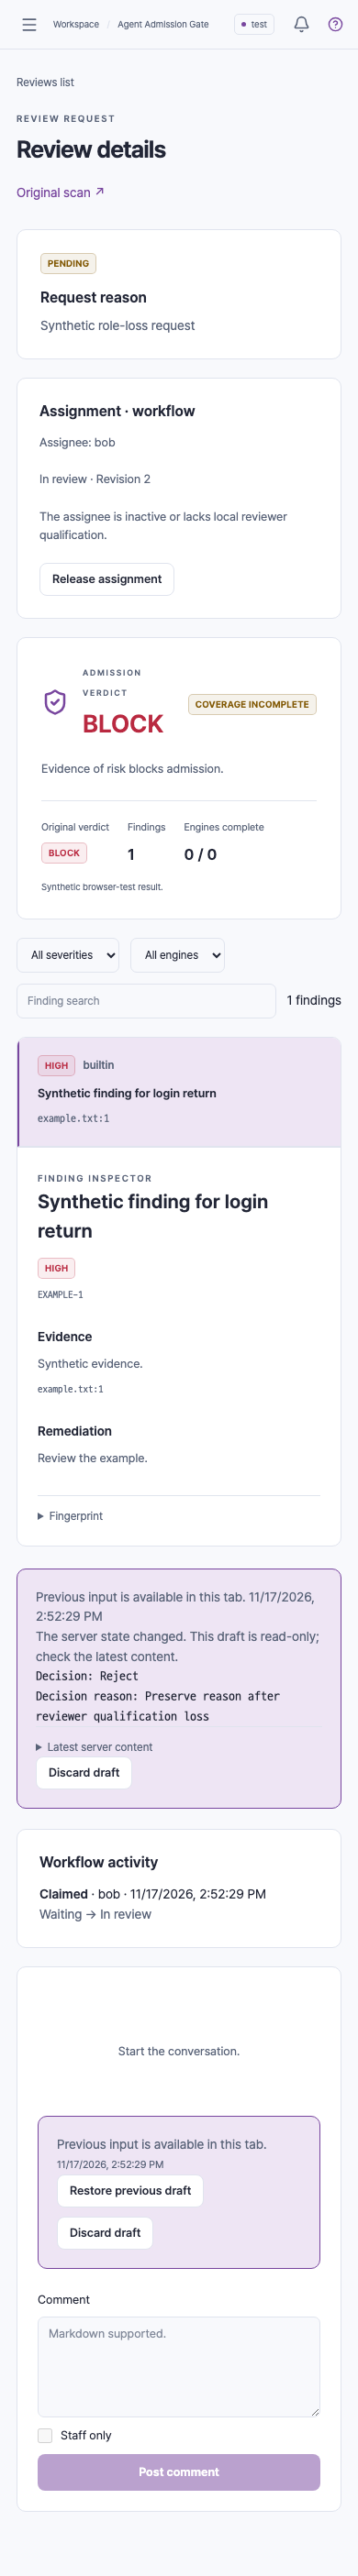 Workspace / Agent Admission Gate
test
Reviews list
REVIEW REQUEST
Review details
Original scan ↗
PENDING
Request reason
Synthetic role-loss request
Assignment · workflow
Assignee: bob
In review · Revision 2
The assignee is inactive or lacks local reviewer
qualification.
Release assignment
ADMISSION
VERDICT
BLOCK
COVERAGE INCOMPLETE
Evidence of risk blocks admission.
Original verdict Findings Engines complete
BLOCK 1 0 / 0
Synthetic browser-test result.
All severities All engines
Finding search 1 findings
HIGH builtin
Synthetic finding for login return
example.txt:1
FINDING INSPECTOR
Synthetic finding for login
return
HIGH
EXAMPLE-1
Evidence
Synthetic evidence.
example.txt:1
Remediation
Review the example.
Fingerprint
Previous input is available in this tab. 11/17/2026,
2:52:29 PM
The server state changed. This draft is read-only;
check the latest content.
Decision: Reject
Decision reason: Preserve reason after
reviewer qualification loss
Latest server content
Discard draft
Workflow activity
Claimed · bob · 11/17/2026, 2:52:29 PM
Waiting → In review
Start the conversation.
Previous input is available in this tab.
11/17/2026, 2:52:29 PM
Restore previous draft
Discard draft
Comment
Markdown supported.
Staff only
Post comment